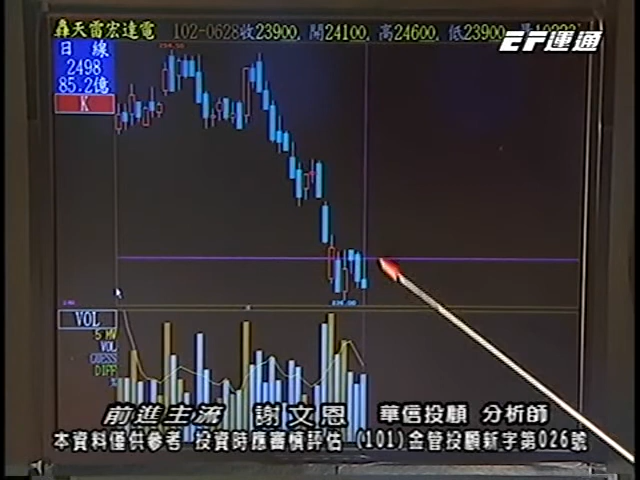 轟天雷宏達電 102-0628收23900, 開24100, 高24600, 低23900
EF運通
日 線
2498
85.2億
K
VOL
5 MV
VOL
GUESS
DIFF
%
前進主流 謝文恩 華信投顧 分析師
本資料僅供參考 投資時應審慎評估 (101)金管投顧新字第026號